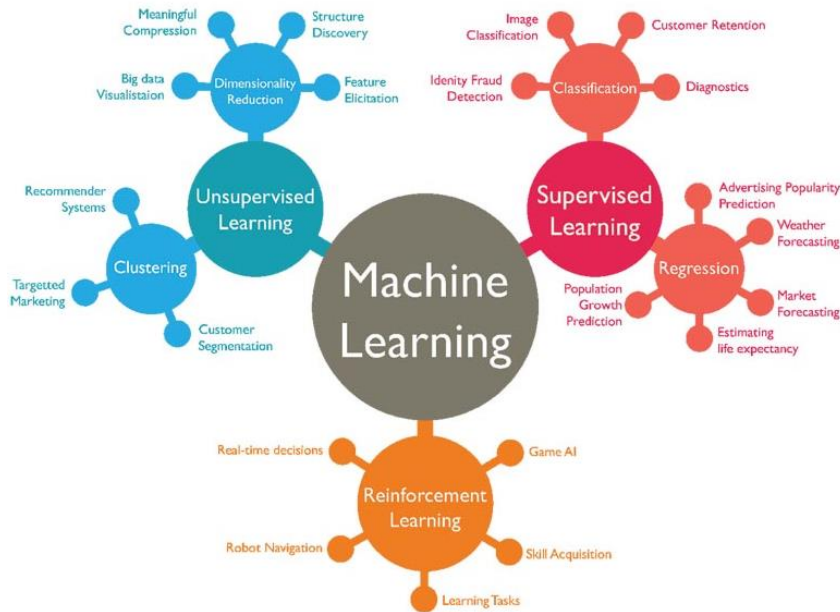 Meaningful
Compression
Structure
Discovery
Big data
Visualistaion
Dimensionality
Reduction
Feature
Elicitation
Unsupervised
Learning
Recommender
Systems
Clustering
Targetted
Marketing
Customer
Segmentation
Machine
Learning
Image
Classification
Customer Retention
Idenity Fraud
Detection
Classification
Diagnostics
Supervised
Learning
Advertising Popularity
Prediction
Weather
Forecasting
Regression
Population
Growth
Prediction
Market
Forecasting
Estimating
life expectancy
Real-time decisions
Game AI
Reinforcement
Learning
Robot Navigation
Skill Acquisition
Learning Tasks